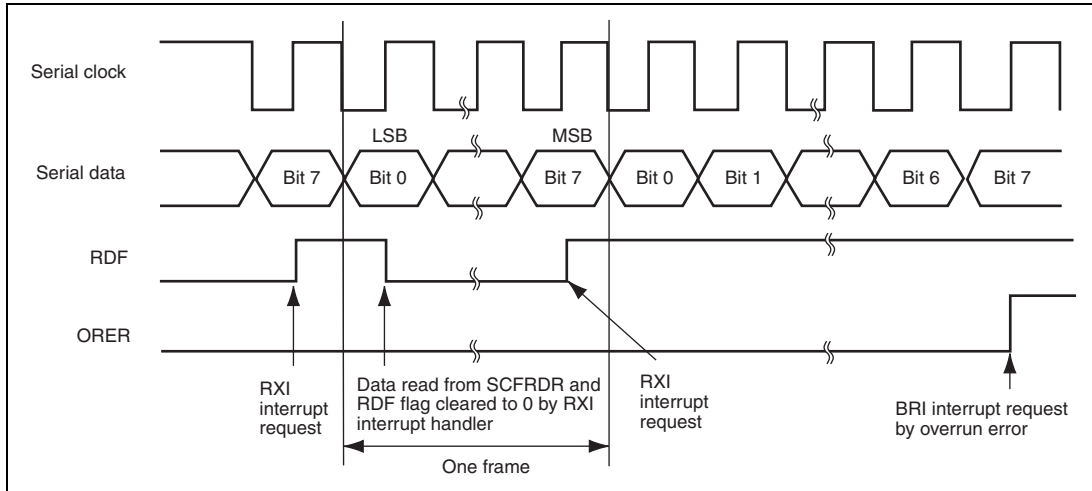 Serial clock
LSB
MSB
Serial data
Bit 7
Bit 0
Bit 7
Bit 0
Bit 1
Bit 6
Bit 7
RDF
ORER
RXI
interrupt
request
Data read from SCFRDR and
RDF flag cleared to 0 by RXI
interrupt handler
RXI
interrupt
request
BRI interrupt request
by overrun error
One frame